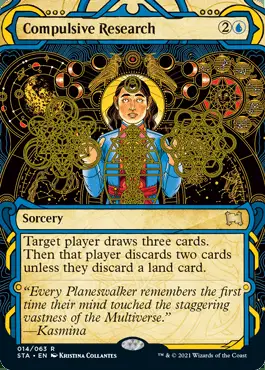 Compulsive Research 2
Sorcery
Target player draws three cards.
Then that player discards two cards
unless they discard a land card.
“Every Planeswalker remembers the first
time their mind touched the staggering
vastness of the Multiverse.”
—Kasmina
014/063 R
STA • EN Kristina Collantes
™ & © 2021 Wizards of the Coast